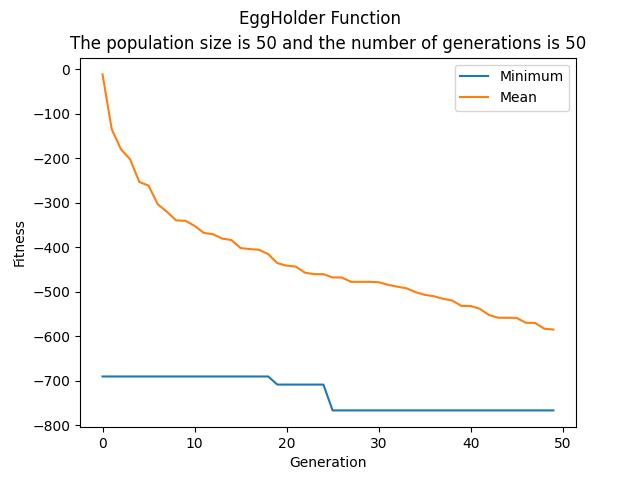 EggHolder Function
The population size is 50 and the number of generations is 50
0
−100
−200
−300
−400
−500
−600
−700
−800
Fitness
Minimum
Mean
0 10 20 30 40 50
Generation